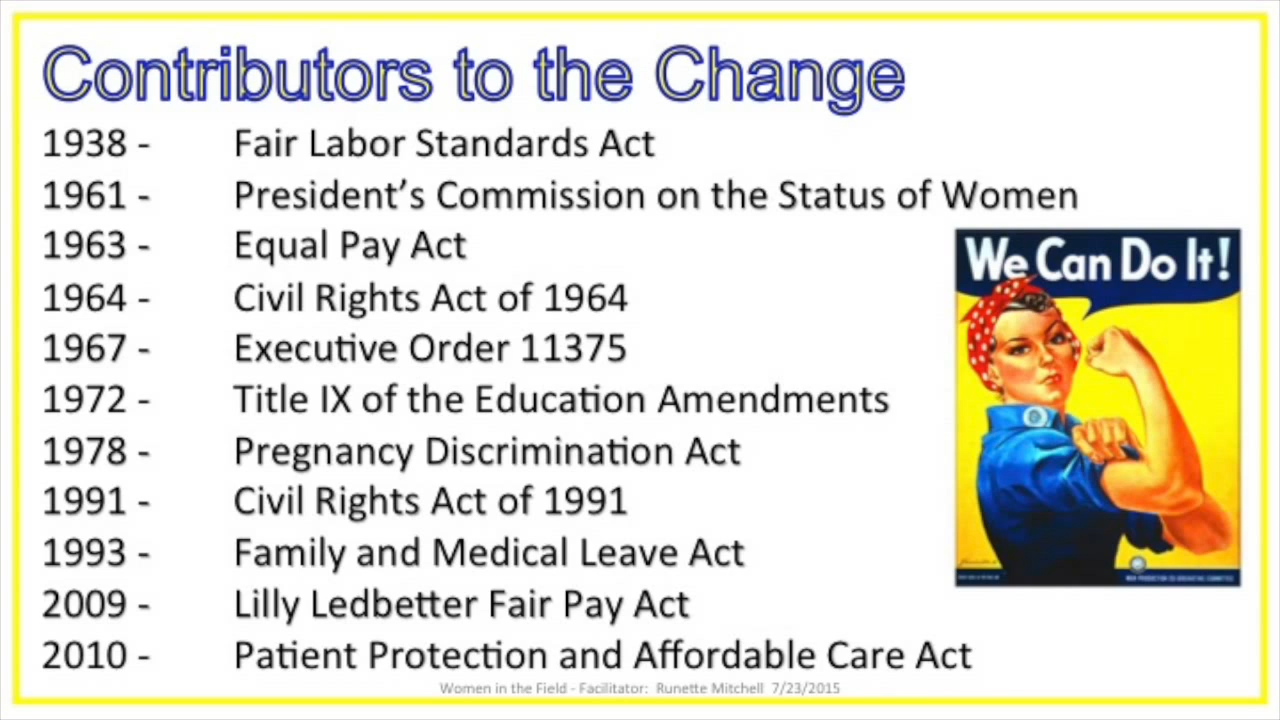 Contributors to the Change
1938 - Fair Labor Standards Act
1961 - President’s Commission on the Status of Women
1963 - Equal Pay Act
1964 - Civil Rights Act of 1964
1967 - Executive Order 11375
1972 - Title IX of the Education Amendments
1978 - Pregnancy Discrimination Act
1991 - Civil Rights Act of 1991
1993 - Family and Medical Leave Act
2009 - Lilly Ledbetter Fair Pay Act
2010 - Patient Protection and Affordable Care Act
We Can Do It!
Women in the Field - Facilitator: Runette Mitchell 7/23/2015